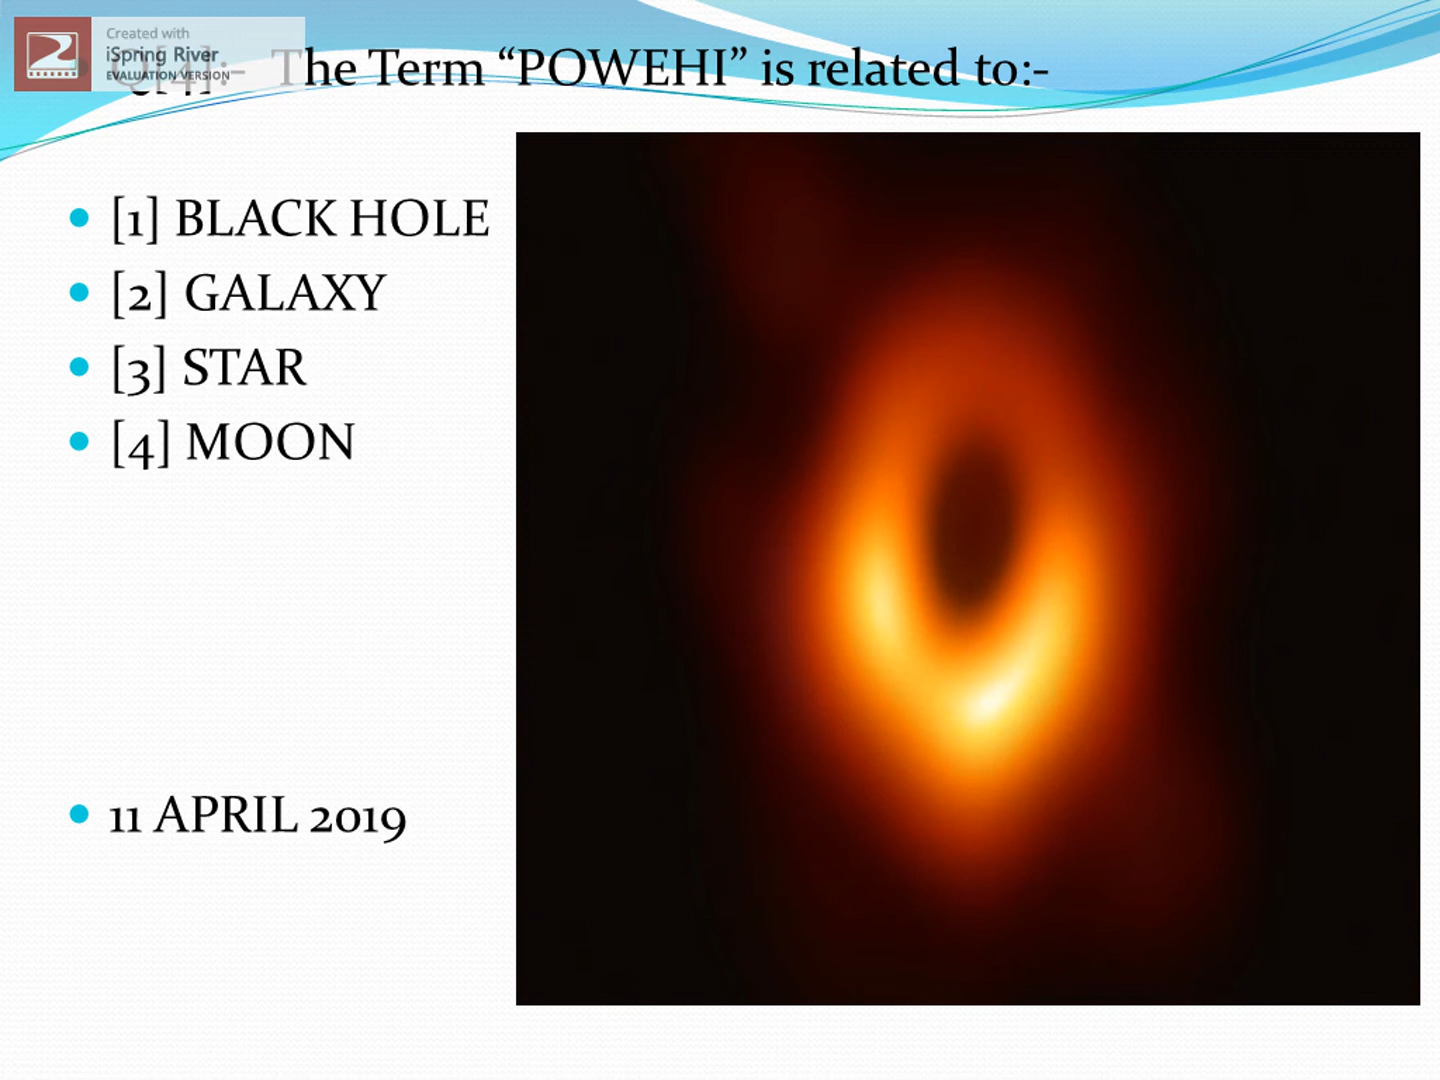 Created with
iSpring River
EVALUATION VERSION
Q[4]:- The Term “POWEHI” is related to:-
[1] BLACK HOLE
[2] GALAXY
[3] STAR
[4] MOON
11 APRIL 2019